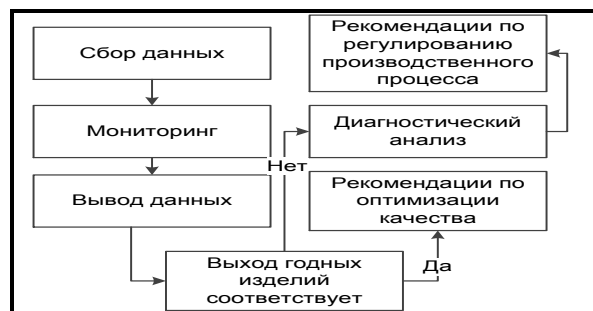 Сбор данных
Мониторинг
Вывод данных
Выход годных
изделий
соответствует
Нет
Диагностический
анализ
Рекомендации по
регулированию
производственного
процесса
Да
Рекомендации по
оптимизации
качества